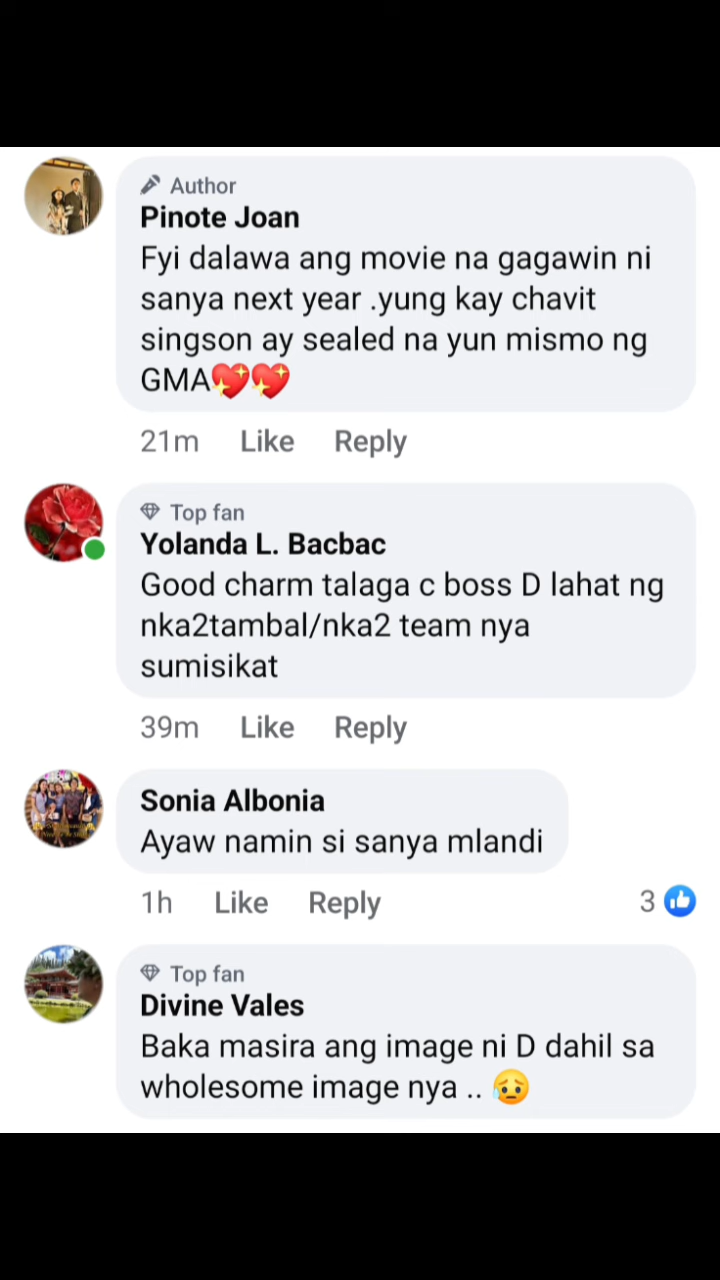 Author
Pinote Joan
Fyi dalawa ang movie na gagawin ni
sanya next year .yung kay chavit
singson ay sealed na yun mismo ng
GMA💖💖
21m Like Reply
Top fan
Yolanda L. Bacbac
Good charm talaga c boss D lahat ng
nka2tambal/nka2 team nya
sumisikat
39m Like Reply
Sonia Albonia
Ayaw namin si sanya mlandi
1h Like Reply 3
Top fan
Divine Vales
Baka masira ang image ni D dahil sa
wholesome image nya .. 😥